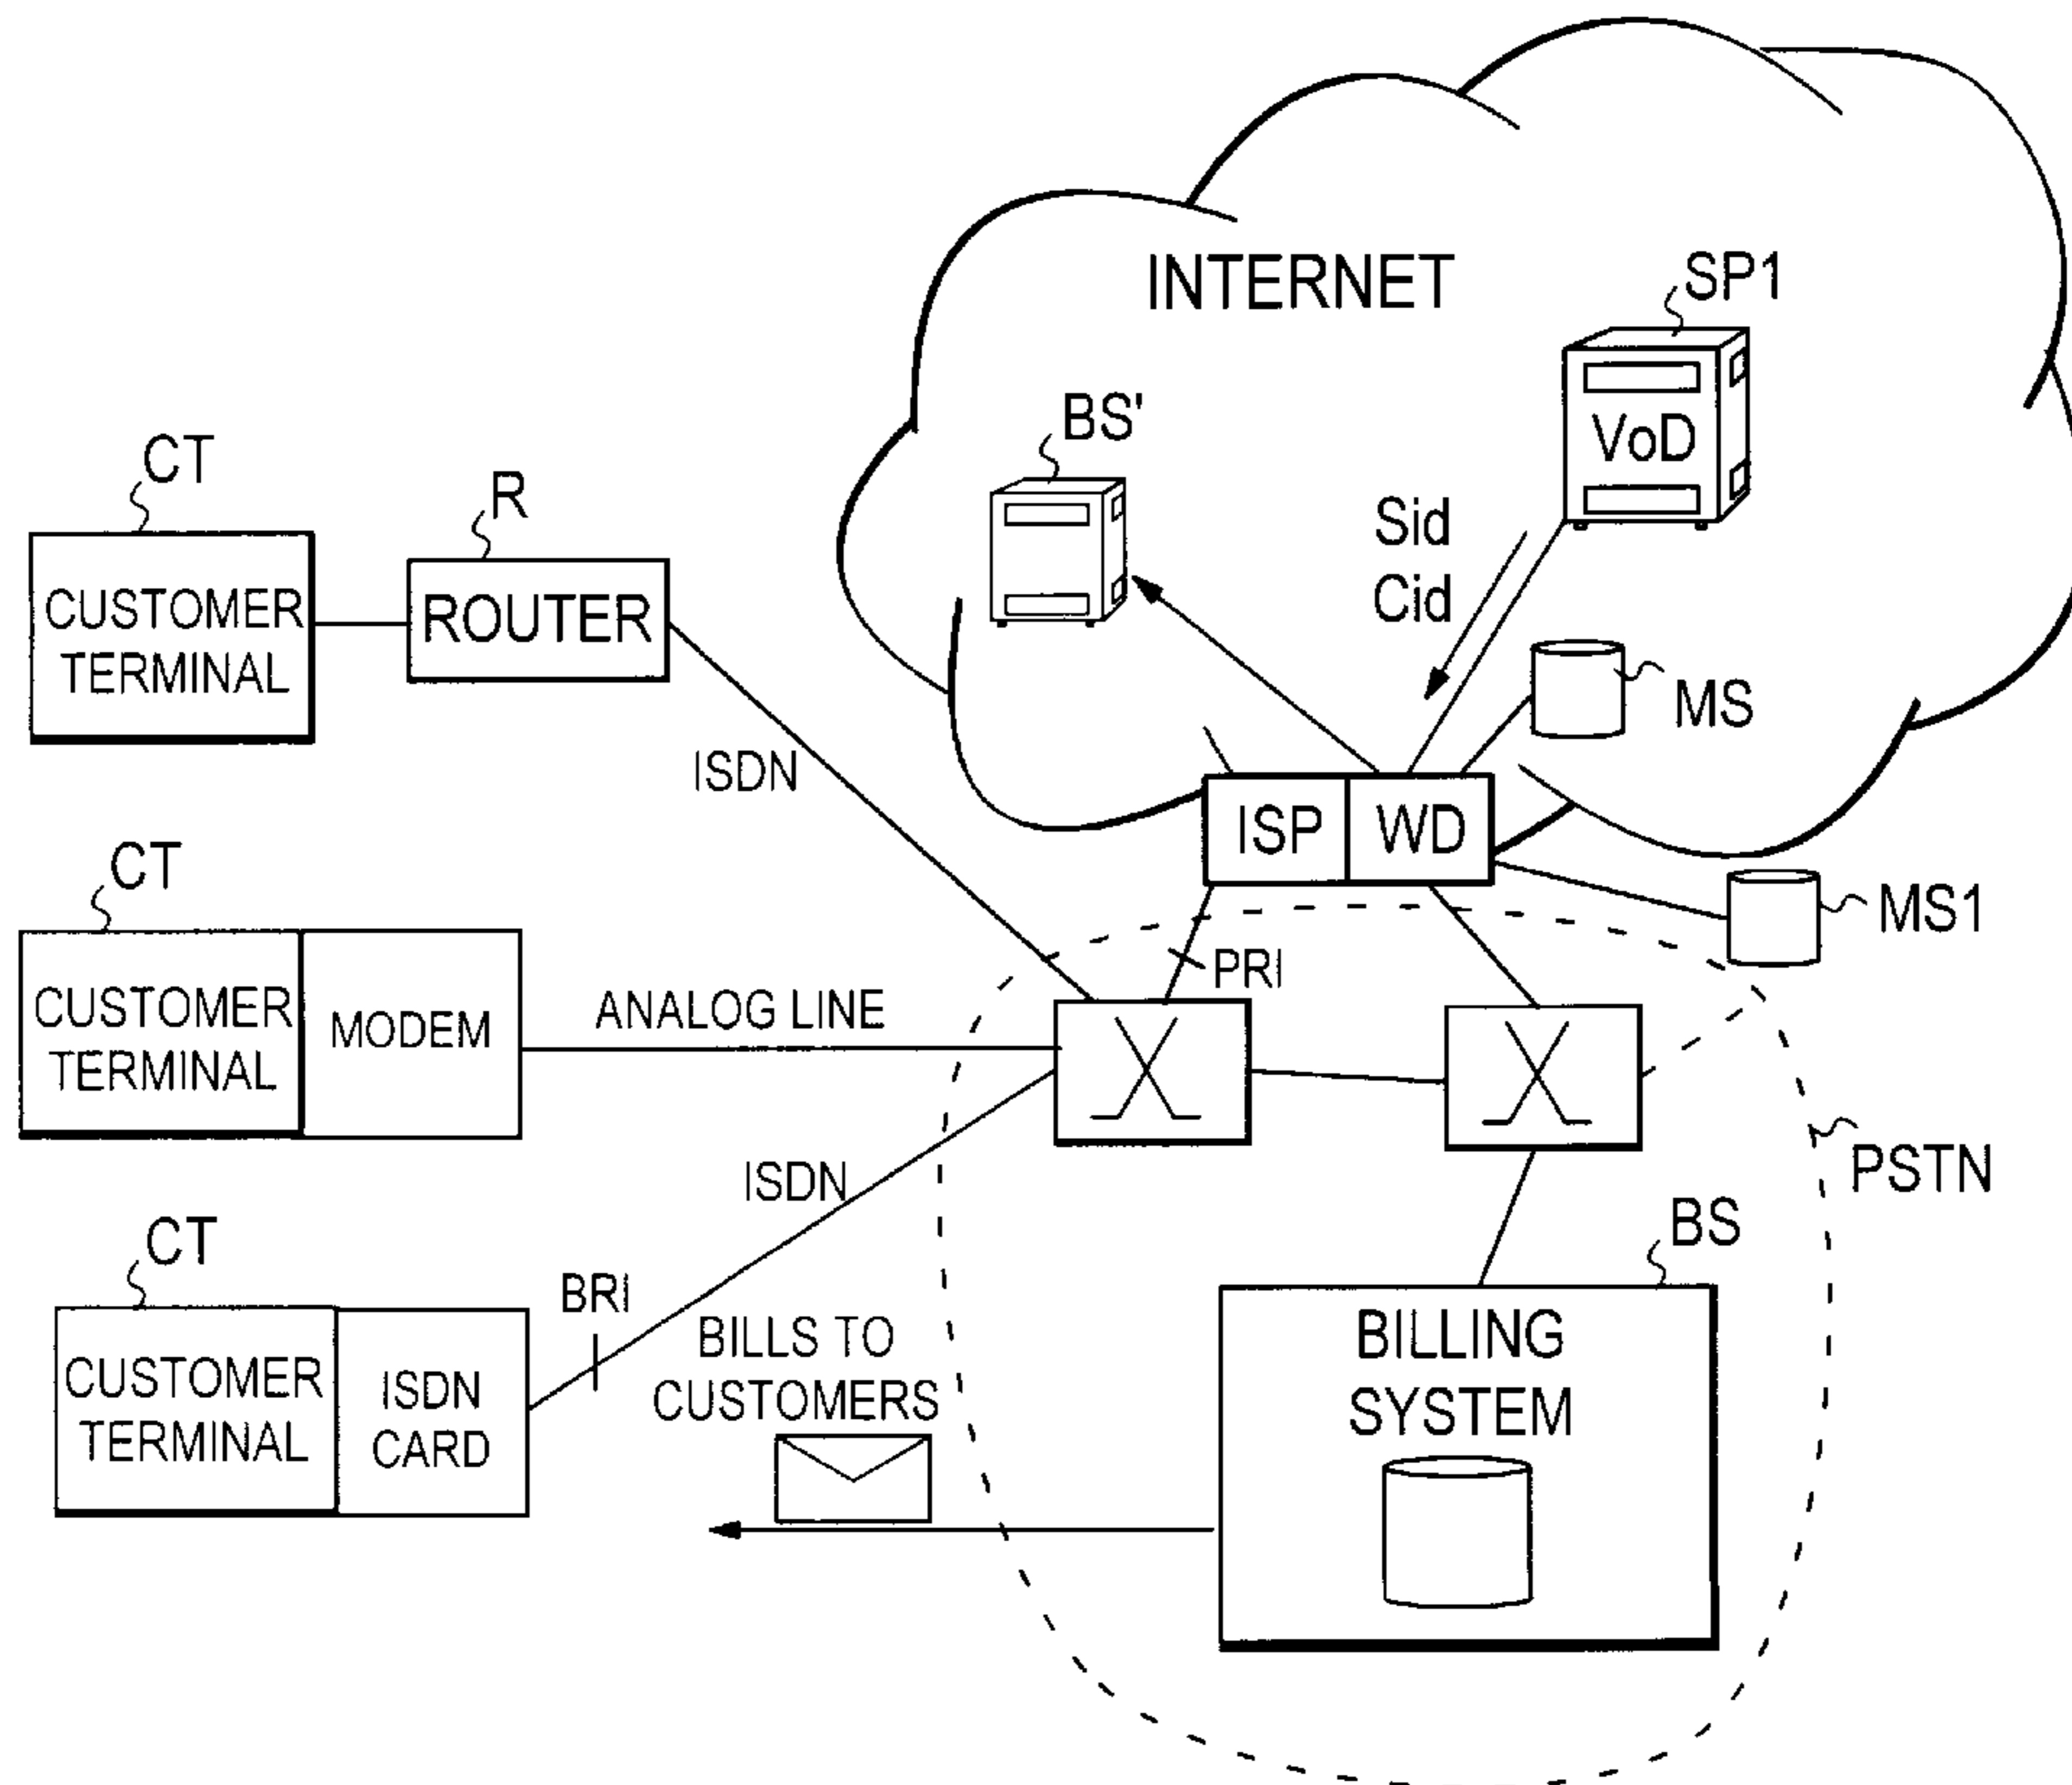 INTERNET
SP1
VoD
BS'
Sid
Cid
MS
CT
R
CUSTOMER
TERMINAL
ROUTER
ISDN
ISP
WD
MS1
CT
CUSTOMER
TERMINAL
MODEM
ANALOG LINE
PRI
PSTN
ISDN
CT
BRI
CUSTOMER
TERMINAL
ISDN
CARD
BILLS TO
CUSTOMERS
BS
BILLING
SYSTEM